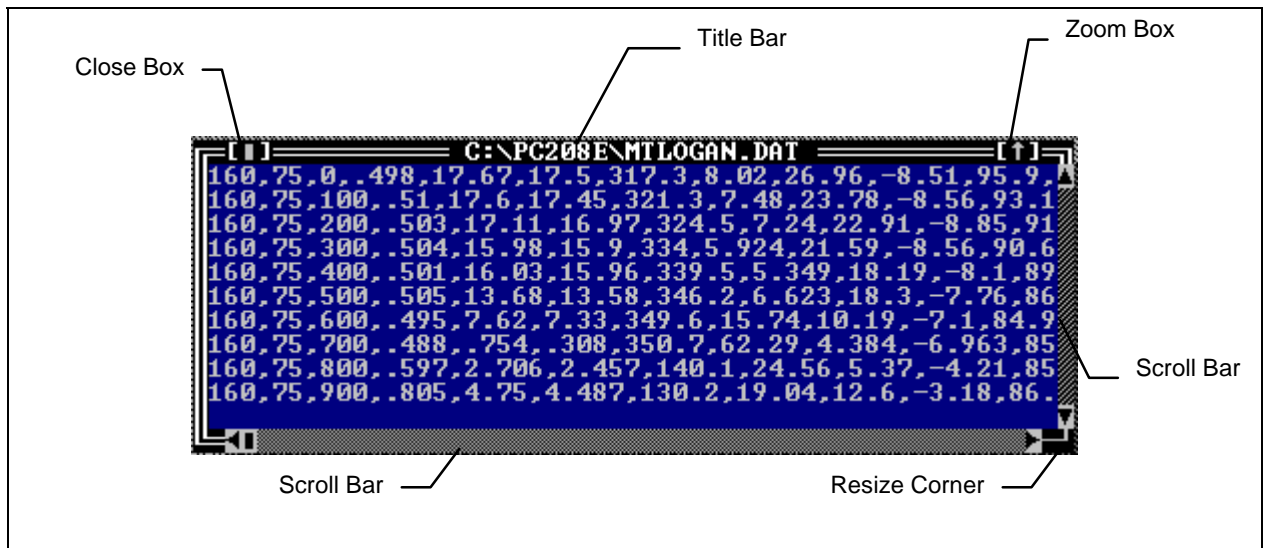 Title Bar
Zoom Box
Close Box
[▮] C:\PC208E\MTLOGAN.DAT [↑]
160,75,0,.498,17.67,17.5,317.3,8.02,26.96,-8.51,95.9,
160,75,100,.51,17.6,17.45,321.3,7.48,23.78,-8.56,93.1
160,75,200,.503,17.11,16.97,324.5,7.24,22.91,-8.85,91
160,75,300,.504,15.98,15.9,334,5.924,21.59,-8.56,90.6
160,75,400,.501,16.03,15.96,339.5,5.349,18.19,-8.1,89
160,75,500,.505,13.68,13.58,346.2,6.623,18.3,-7.76,86
160,75,600,.495,7.62,7.33,349.6,15.74,10.19,-7.1,84.9
160,75,700,.488,.754,.308,350.7,62.29,4.384,-6.963,85
160,75,800,.597,2.706,2.457,140.1,24.56,5.37,-4.21,85
160,75,900,.805,4.75,4.487,130.2,19.04,12.6,-3.18,86.
Scroll Bar
Scroll Bar
Resize Corner